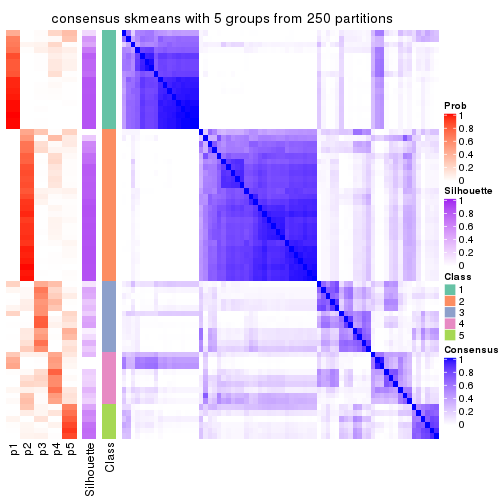 consensus skmeans with 5 groups from 250 partitions
Prob
1
0.8
0.6
0.4
0.2
0
Silhouette
1
0.8
0.6
0.4
0.2
0
Class
1
2
3
4
5
Consensus
1
0.8
0.6
0.4
0.2
0
p1
p2
p3
p4
p5
Silhouette
Class